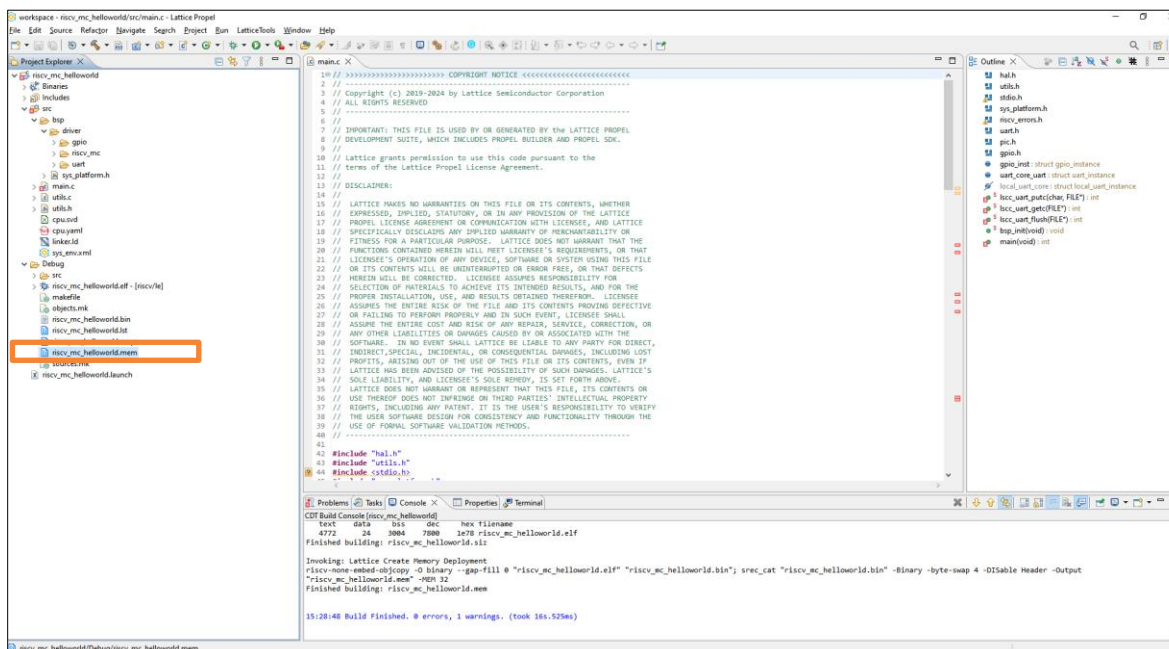 workspace - riscv_mc_helloworld/src/main.c - Lattice Propel
File Edit Source Refactor Navigate Search Project Run LatticeTools Window Help
Project Explorer
riscv_mc_helloworld
Binaries
Includes
src
bsp
driver
gpio
riscv_mc
uart
sys_platform.h
main.c
utils.c
utils.h
cpu.svd
cpu.yaml
linker.ld
sys_env.xml
Debug
src
riscv_mc_helloworld.elf - [riscv/le]
makefile
objects.mk
riscv_mc_helloworld.bin
riscv_mc_helloworld.lst
riscv_mc_helloworld.mem
sources.mk
riscv_mc_helloworld.launch
main.c
1 // >>>>>>>>>>>>>>>>>>>>>>> COPYRIGHT NOTICE <<<<<<<<<<<<<<<<<<<<<<<<<
2 // ------------------------------------------------------------------
3 // Copyright (c) 2019-2024 by Lattice Semiconductor Corporation
4 // ALL RIGHTS RESERVED
5 // ------------------------------------------------------------------
6 //
7 // IMPORTANT: THIS FILE IS USED BY OR GENERATED BY the LATTICE PROPEL
8 // DEVELOPMENT SUITE, WHICH INCLUDES PROPEL BUILDER AND PROPEL SDK.
9 //
10 // Lattice grants permission to use this code pursuant to the
11 // terms of the Lattice Propel License Agreement.
12 //
13 // DISCLAIMER:
14 //
15 // LATTICE MAKES NO WARRANTIES ON THIS FILE OR ITS CONTENTS, WHETHER
16 // EXPRESSED, IMPLIED, STATUTORY, OR IN ANY PROVISION OF THE LATTICE
17 // PROPEL LICENSE AGREEMENT OR COMMUNICATION WITH LICENSEE, AND LATTICE
18 // SPECIFICALLY DISCLAIMS ANY IMPLIED WARRANTY OF MERCHANTABILITY OR
19 // FITNESS FOR A PARTICULAR PURPOSE. LATTICE DOES NOT WARRANT THAT THE
20 // FUNCTIONS CONTAINED HEREIN WILL MEET LICENSEE'S REQUIREMENTS, OR THAT
21 // LICENSEE'S OPERATION OF ANY DEVICE, SOFTWARE OR SYSTEM USING THIS FILE
22 // OR ITS CONTENTS WILL BE UNINTERRUPTED OR ERROR FREE, OR THAT DEFECTS
23 // HEREIN WILL BE CORRECTED. LICENSEE ASSUMES RESPONSIBILITY FOR
24 // SELECTION OF MATERIALS TO ACHIEVE ITS INTENDED RESULTS, AND FOR THE
25 // PROPER INSTALLATION, USE, AND RESULTS OBTAINED THEREFROM. LICENSEE
26 // ASSUMES THE ENTIRE RISK OF THE FILE AND ITS CONTENTS PROVING DEFECTIVE
27 // OR FAILING TO PERFORM PROPERLY AND IN SUCH EVENT, LICENSEE SHALL
28 // ASSUME THE ENTIRE COST AND RISK OF ANY REPAIR, SERVICE, CORRECTION, OR
29 // ANY OTHER LIABILITIES OR DAMAGES CAUSED BY OR ASSOCIATED WITH THE
30 // SOFTWARE. IN NO EVENT SHALL LATTICE BE LIABLE TO ANY PARTY FOR DIRECT,
31 // INDIRECT,SPECIAL, INCIDENTAL, OR CONSEQUENTIAL DAMAGES, INCLUDING LOST
32 // PROFITS, ARISING OUT OF THE USE OF THIS FILE OR ITS CONTENTS, EVEN IF
33 // LATTICE HAS BEEN ADVISED OF THE POSSIBILITY OF SUCH DAMAGES. LATTICE'S
34 // SOLE LIABILITY, AND LICENSEE'S SOLE REMEDY, IS SET FORTH ABOVE.
35 // LATTICE DOES NOT WARRANT OR REPRESENT THAT THIS FILE, ITS CONTENTS OR
36 // USE THEREOF DOES NOT INFRINGE ON THIRD PARTIES' INTELLECTUAL PROPERTY
37 // RIGHTS, INCLUDING ANY PATENT. IT IS THE USER'S RESPONSIBILITY TO VERIFY
38 // THE USER SOFTWARE DESIGN FOR CONSISTENCY AND FUNCTIONALITY THROUGH THE
39 // USE OF FORMAL SOFTWARE VALIDATION METHODS.
40 // ------------------------------------------------------------------
41
42 #include "hal.h"
43 #include "utils.h"
44 #include <stdio.h>
Outline
hal.h
utils.h
stdio.h
sys_platform.h
riscv_errors.h
uart.h
pic.h
gpio.h
gpio_inst : struct gpio_instance
uart_core_uart : struct uart_instance
local_uart_core : struct local_uart_instance
lscc_uart_putc(char, FILE*) : int
lscc_uart_getc(FILE*) : int
lscc_uart_flush(FILE*) : int
bsp_init(void) : void
main(void) : int
Problems Tasks Console Properties Terminal
CDT Build Console [riscv_mc_helloworld]
text data bss dec hex filename
4772 24 3004 7800 1e78 riscv_mc_helloworld.elf
Finished building: riscv_mc_helloworld.siz
Invoking: Lattice Create Memory Deployment
riscv-none-embed-objcopy -O binary --gap-fill 0 "riscv_mc_helloworld.elf" "riscv_mc_helloworld.bin"; srec_cat "riscv_mc_helloworld.bin" -Binary -byte-swap 4 -DISable Header -Output
"riscv_mc_helloworld.mem" -MEM 32
Finished building: riscv_mc_helloworld.mem
15:28:48 Build Finished. 0 errors, 1 warnings. (took 16s.525ms)
riscv_mc_helloworld/Debug/riscv_mc_helloworld.mem